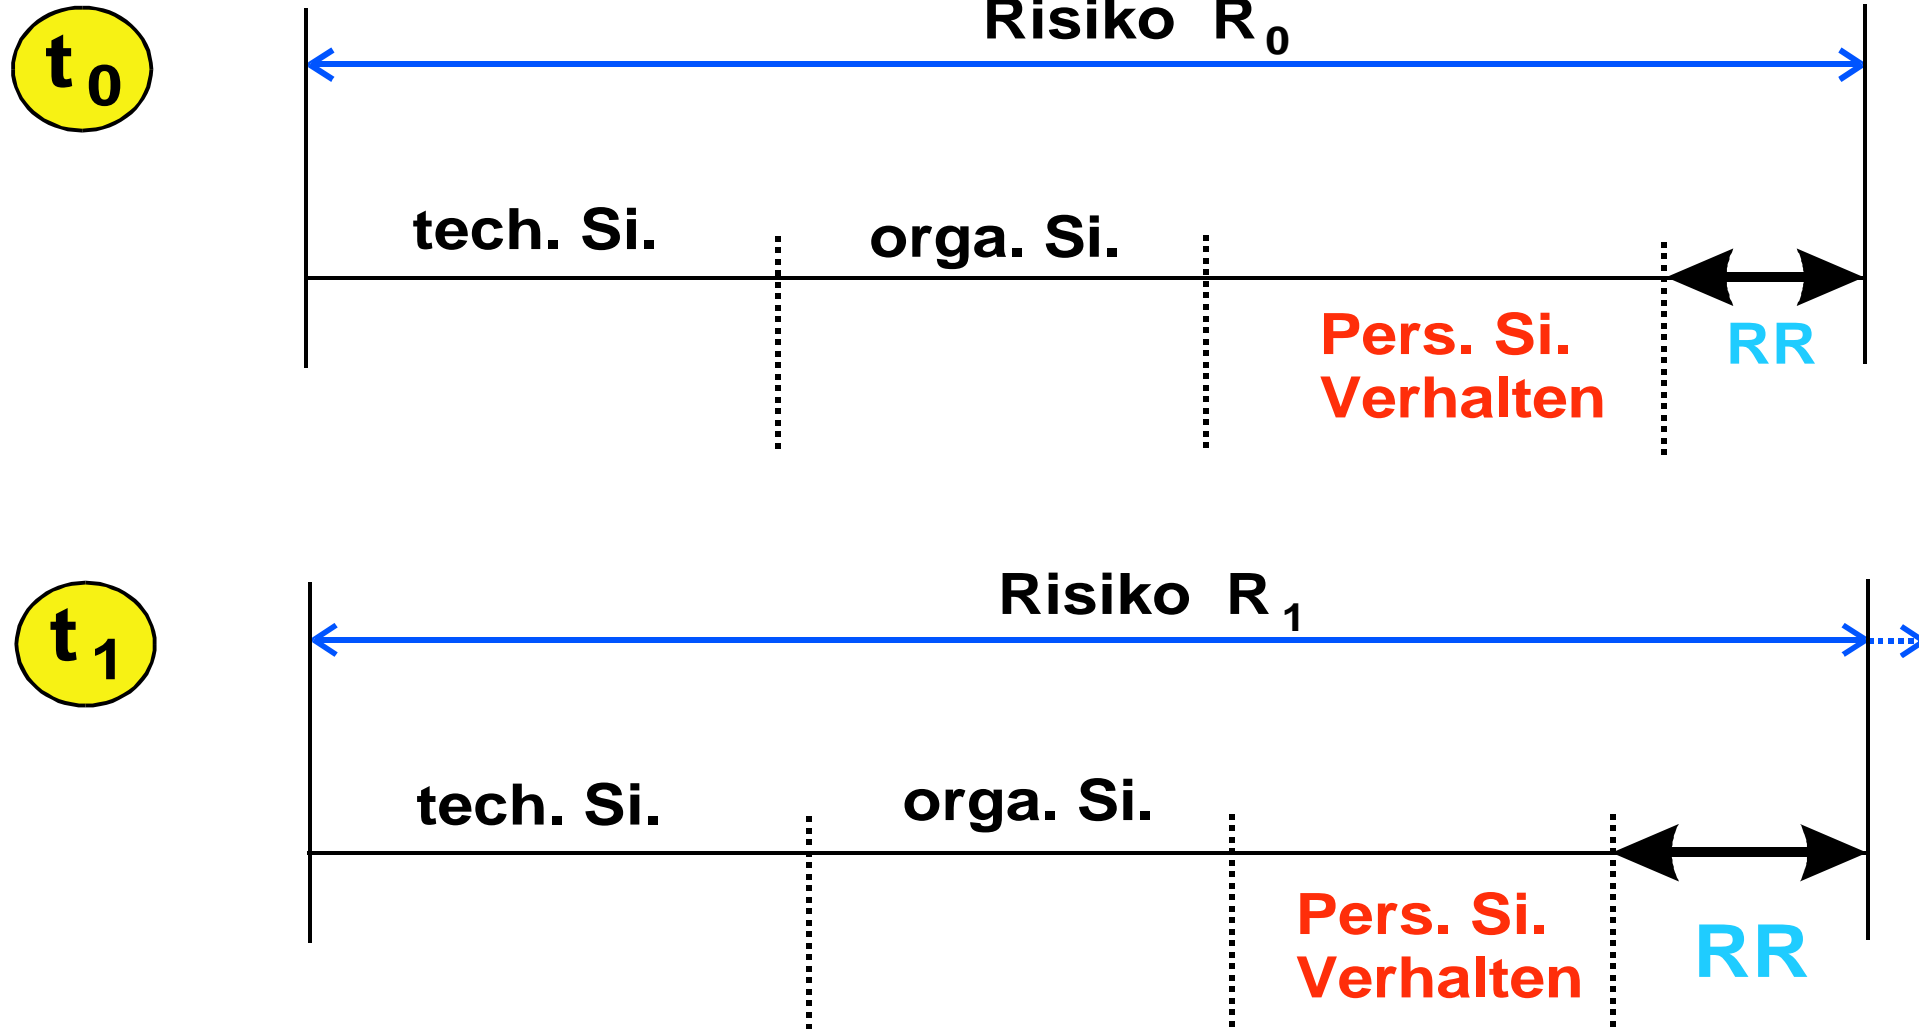 t0
Risiko R0
tech. Si.
orga. Si.
Pers. Si.
Verhalten
RR
t1
Risiko R1
tech. Si.
orga. Si.
Pers. Si.
Verhalten
RR